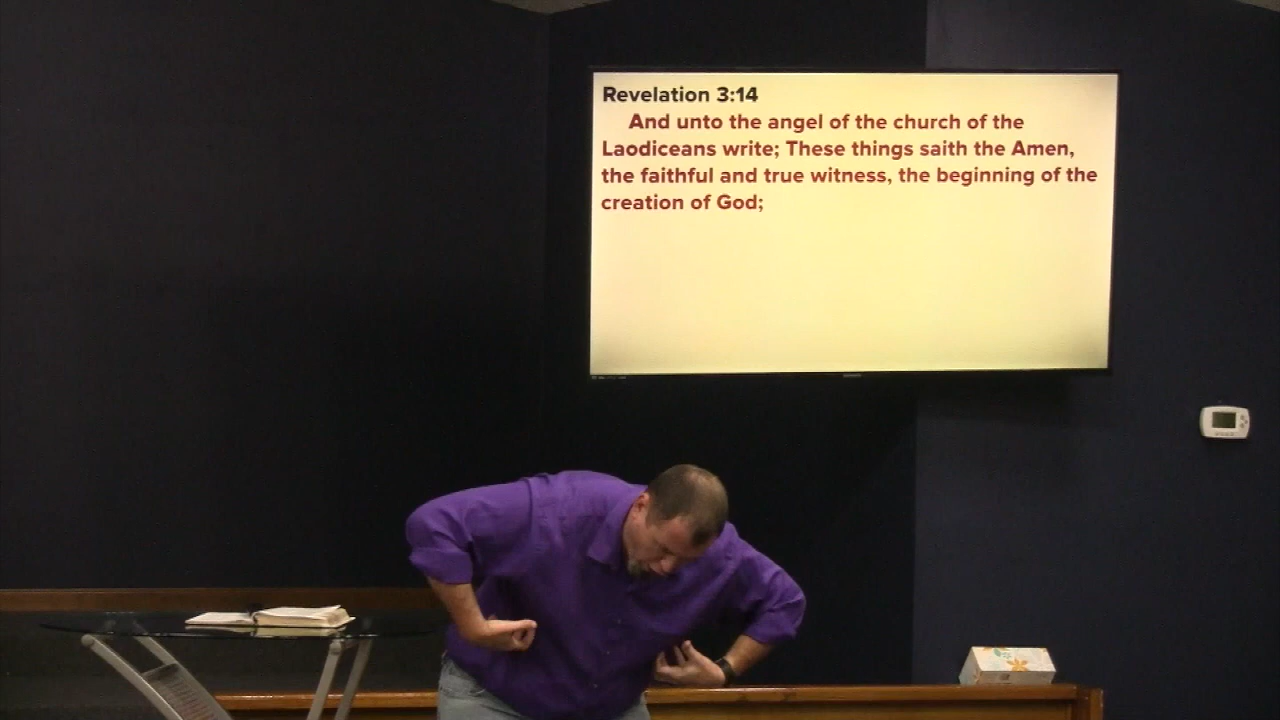 Revelation 3:14
And unto the angel of the church of the
Laodiceans write; These things saith the Amen,
the faithful and true witness, the beginning of the
creation of God;